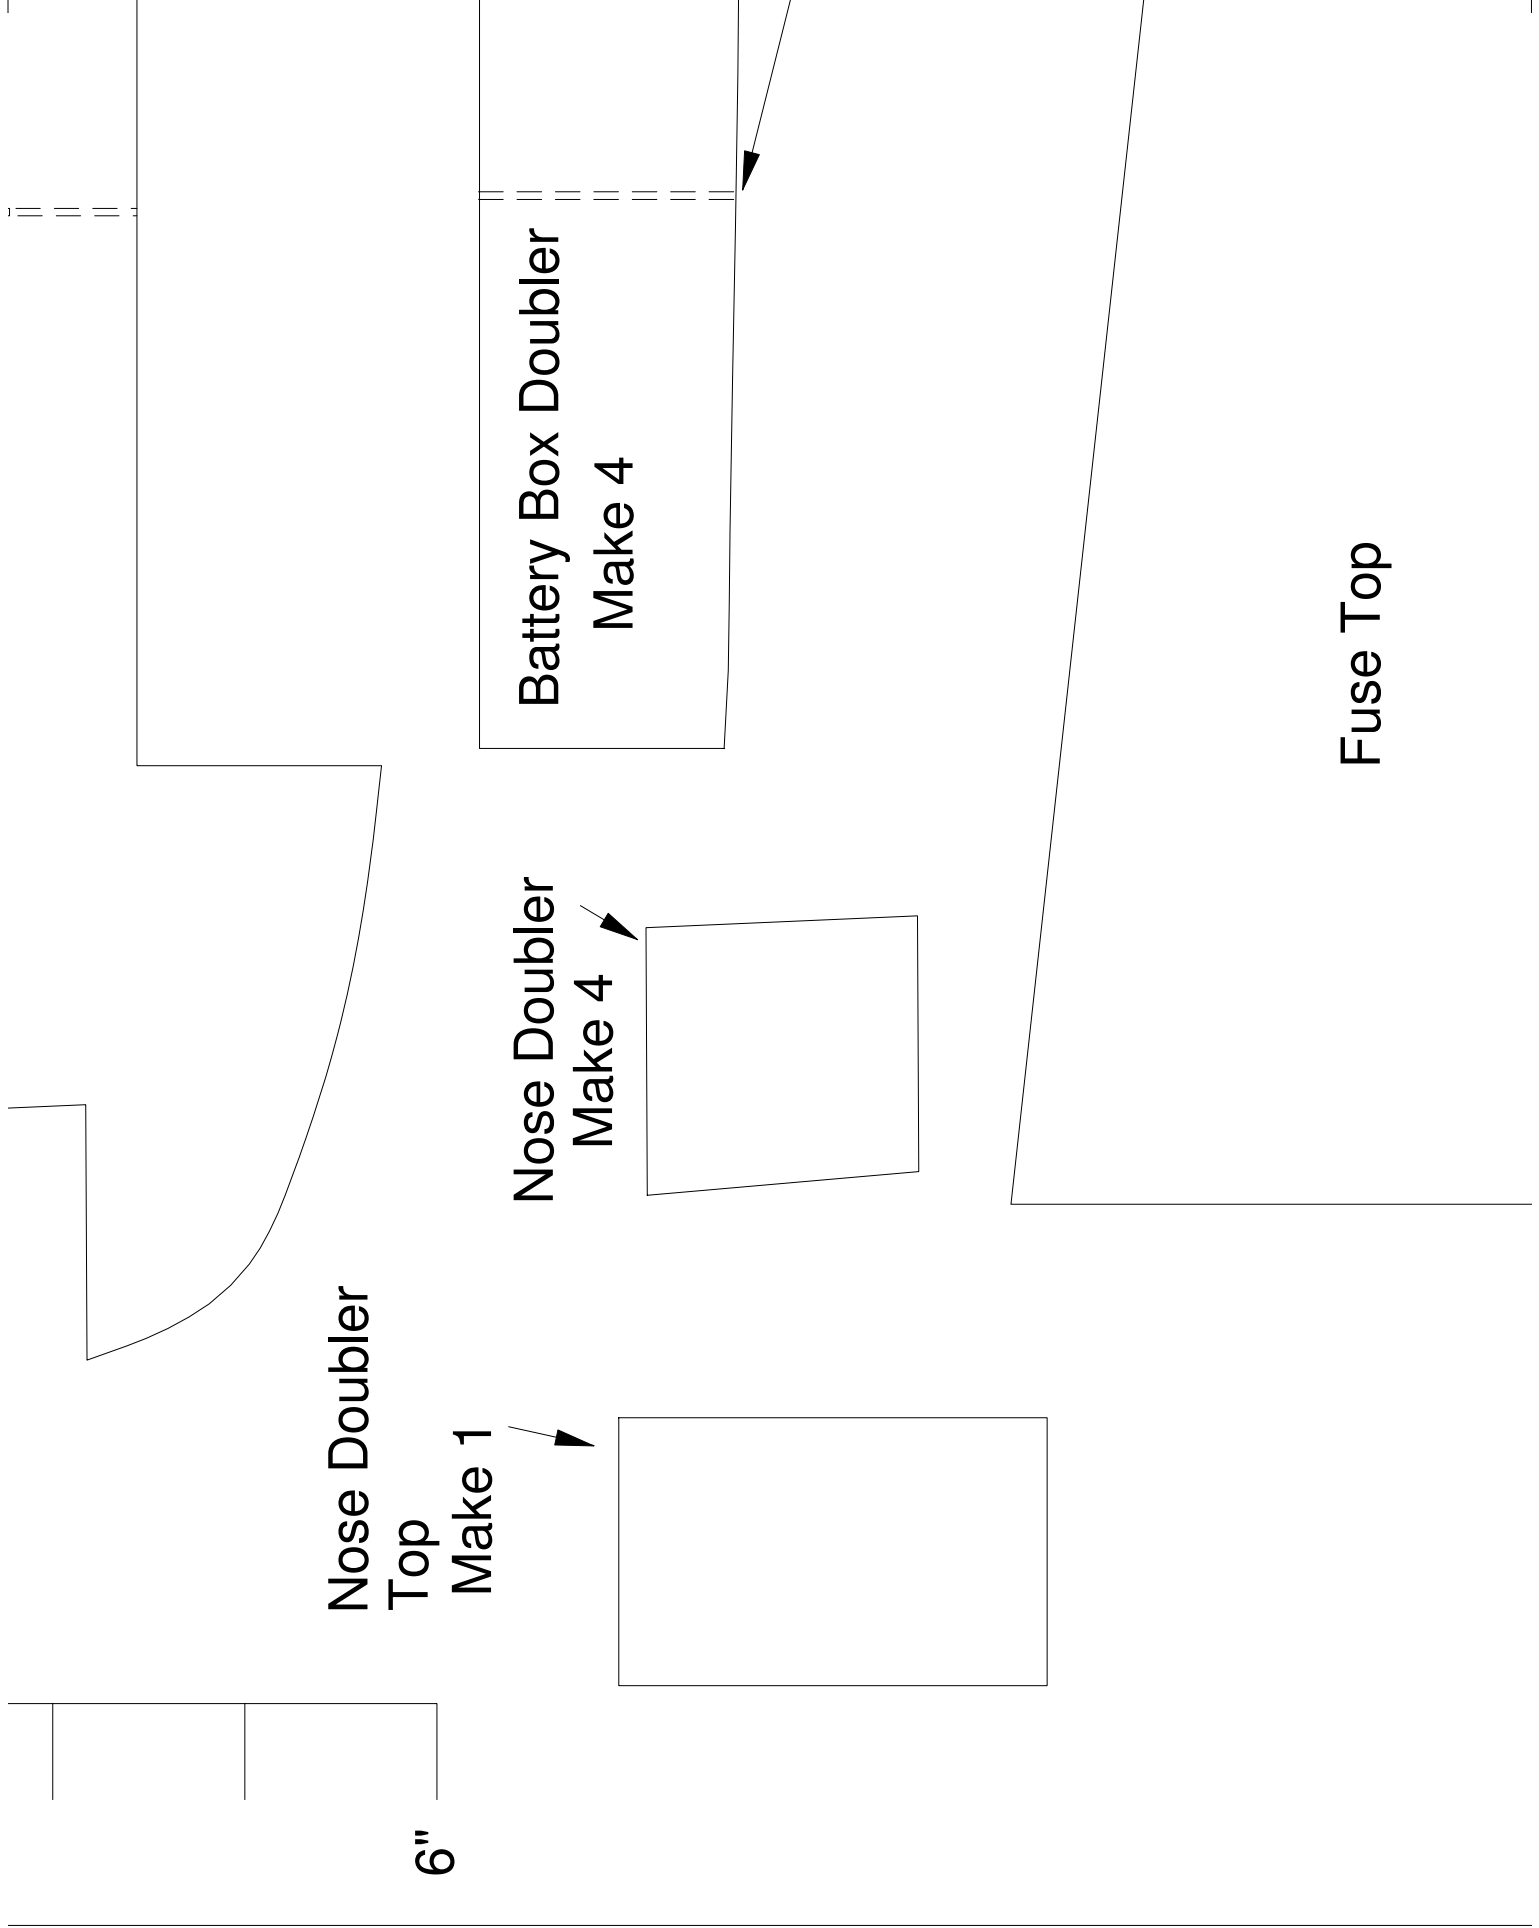 Battery Box Doubler
Make 4
Fuse Top
Nose Doubler
Make 4
Nose Doubler
Top
Make 1
6"